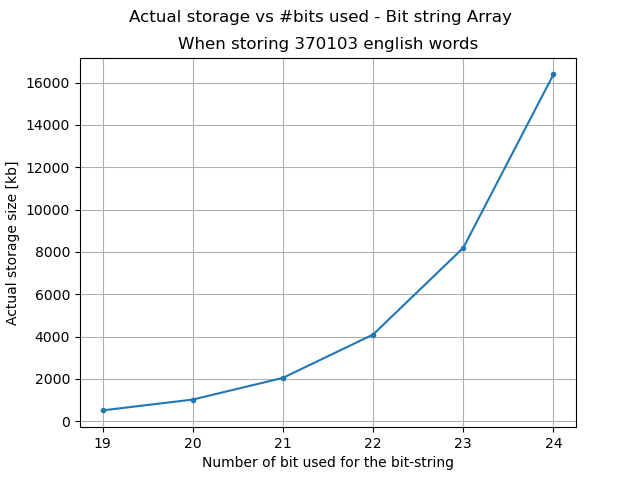 Actual storage vs #bits used - Bit string Array
When storing 370103 english words
16000
14000
12000
10000
8000
6000
4000
2000
0
Actual storage size [kb]
19 20 21 22 23 24
Number of bit used for the bit-string